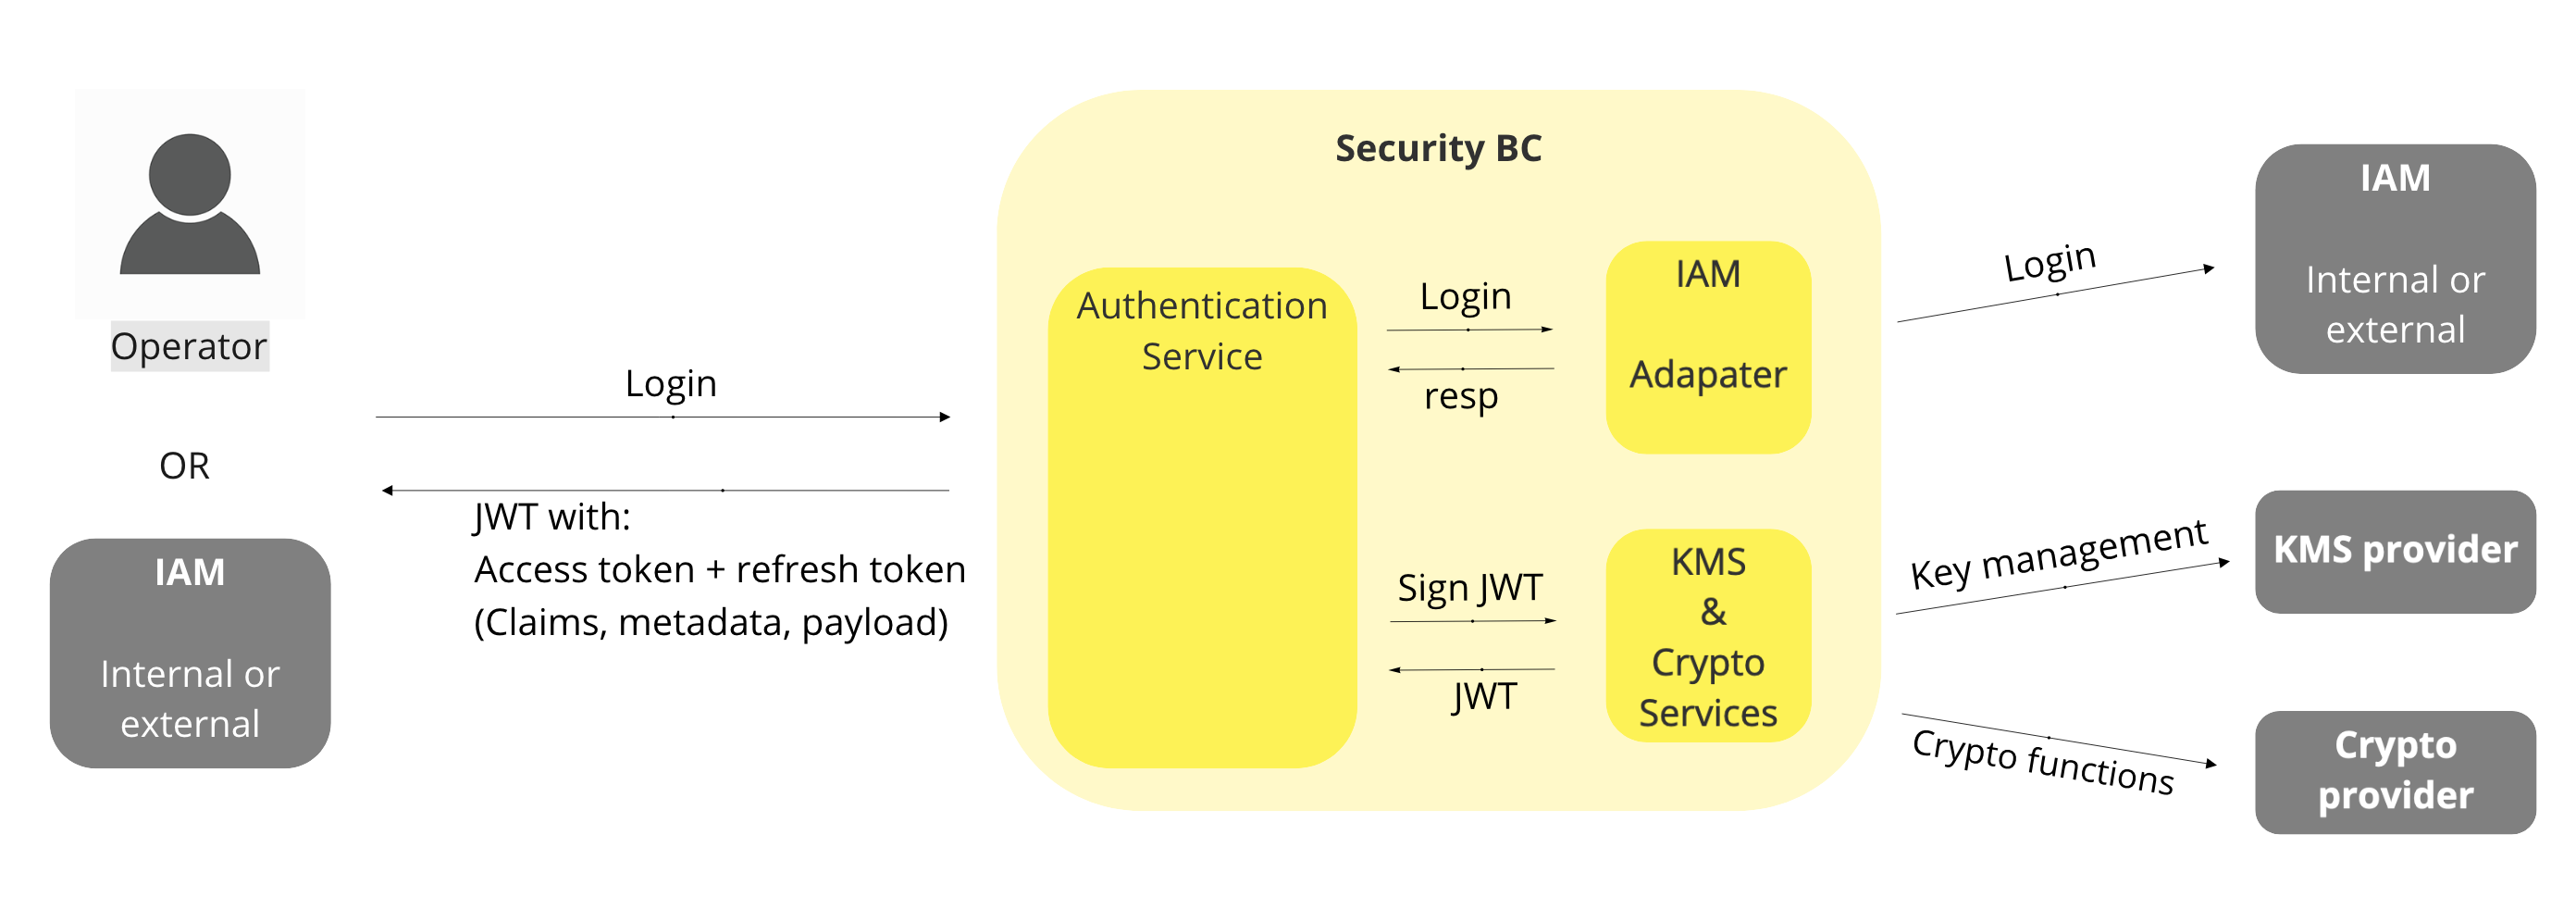 Operator
OR
IAM
Internal or
external
Login
JWT with:
Access token + refresh token
(Claims, metadata, payload)
Security BC
Authentication
Service
Login
resp
IAM
Adapater
Sign JWT
JWT
KMS
&
Crypto
Services
Login
Key management
Crypto functions
IAM
Internal or
external
KMS provider
Crypto
provider